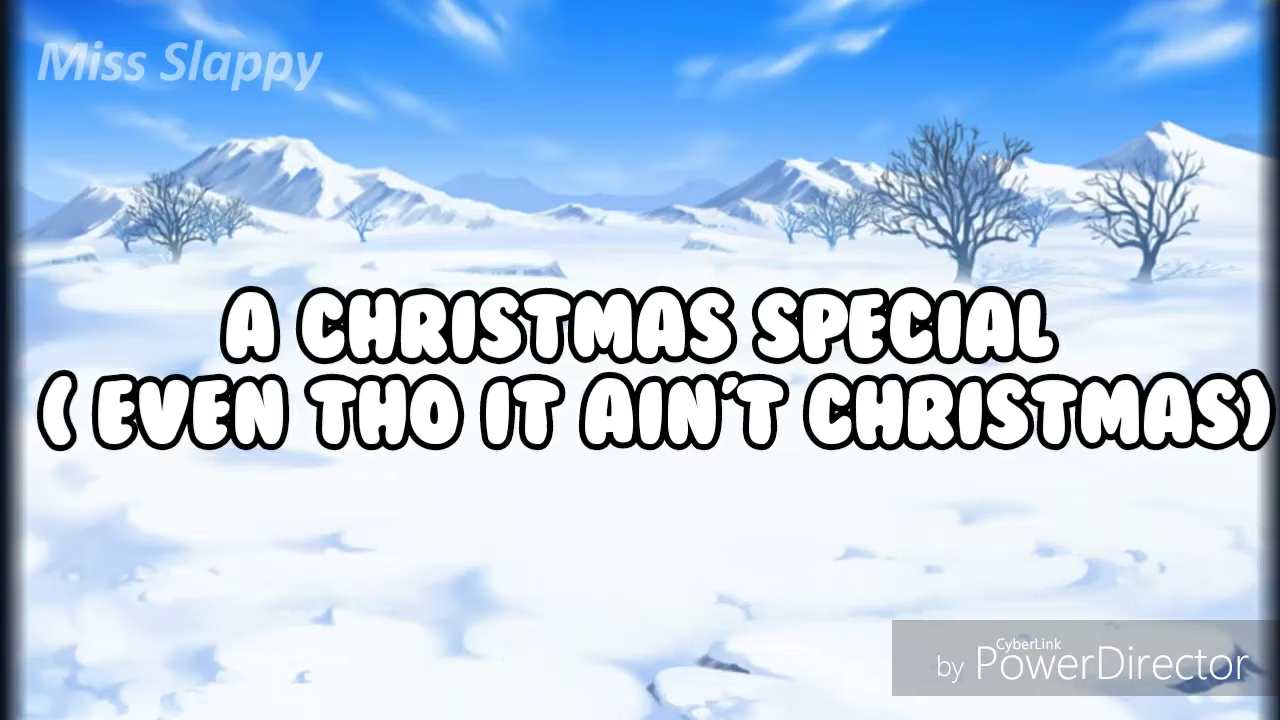 Miss Slappy
A CHRISTMAS SPECIAL
( EVEN THO IT AIN'T CHRISTMAS)
CyberLink
by PowerDirector